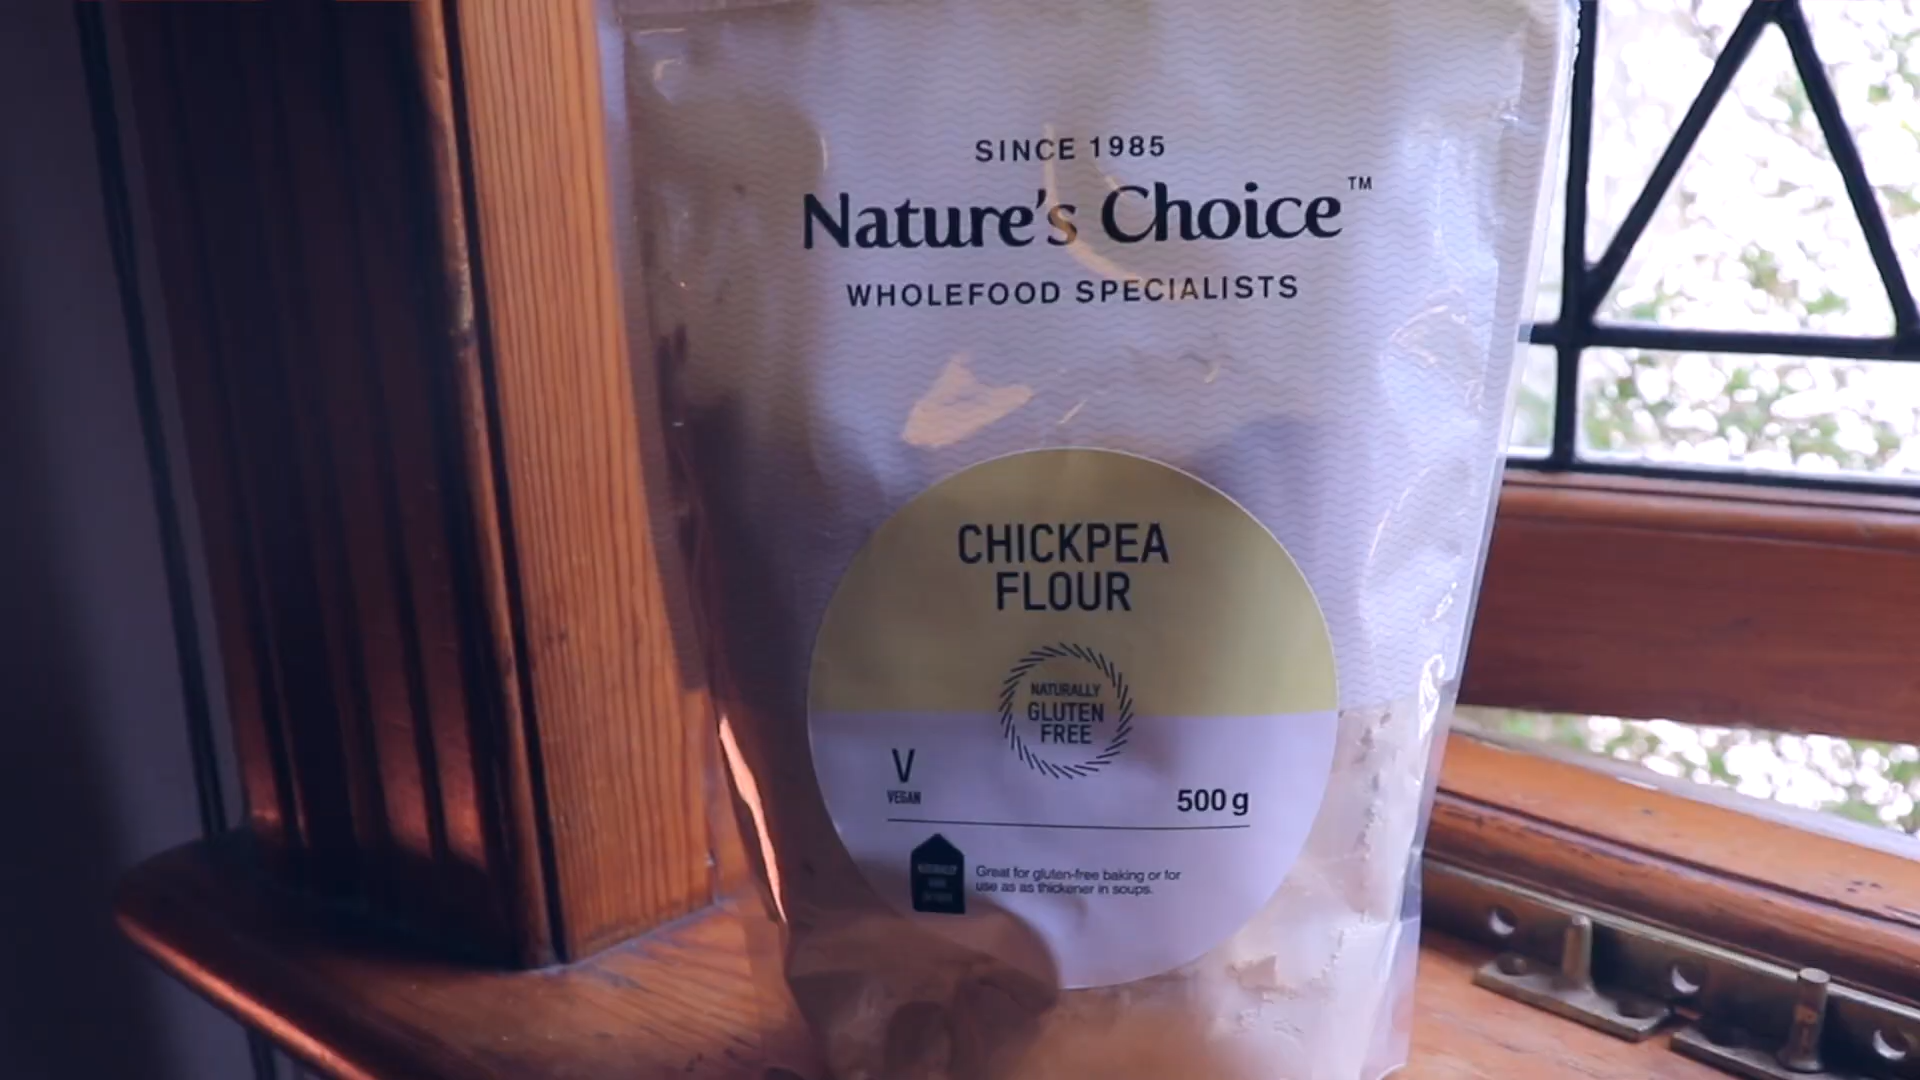 SINCE 1985
Nature's Choice™
WHOLEFOOD SPECIALISTS
CHICKPEA
FLOUR
NATURALLY
GLUTEN
FREE
V
VEGAN
500 g
Great for gluten-free baking or for
use as as thickener in soups.